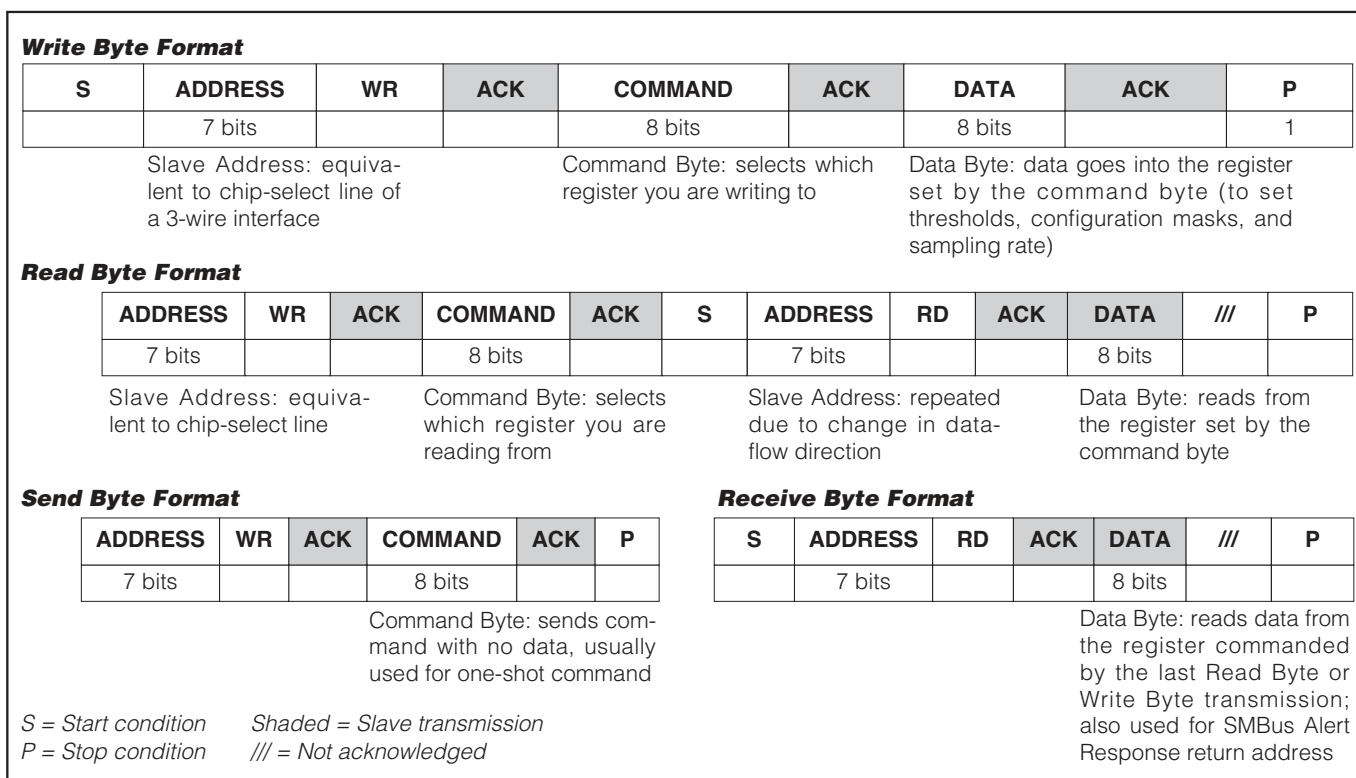 Write Byte Format
S ADDRESS WR ACK COMMAND ACK DATA ACK P
7 bits 8 bits 8 bits 1
Slave Address: equiva-
lent to chip-select line of
a 3-wire interface
Command Byte: selects which
register you are writing to
Data Byte: data goes into the register
set by the command byte (to set
thresholds, configuration masks, and
sampling rate)
Read Byte Format
ADDRESS WR ACK COMMAND ACK S ADDRESS RD ACK DATA /// P
7 bits 8 bits 7 bits 8 bits
Slave Address: equiva-
lent to chip-select line
Command Byte: selects
which register you are
reading from
Slave Address: repeated
due to change in data-
flow direction
Data Byte: reads from
the register set by the
command byte
Send Byte Format
ADDRESS WR ACK COMMAND ACK P
7 bits 8 bits
Command Byte: sends com-
mand with no data, usually
used for one-shot command
Receive Byte Format
S ADDRESS RD ACK DATA /// P
7 bits 8 bits
Data Byte: reads data from
the register commanded
by the last Read Byte or
Write Byte transmission;
also used for SMBus Alert
Response return address
S = Start condition Shaded = Slave transmission
P = Stop condition /// = Not acknowledged